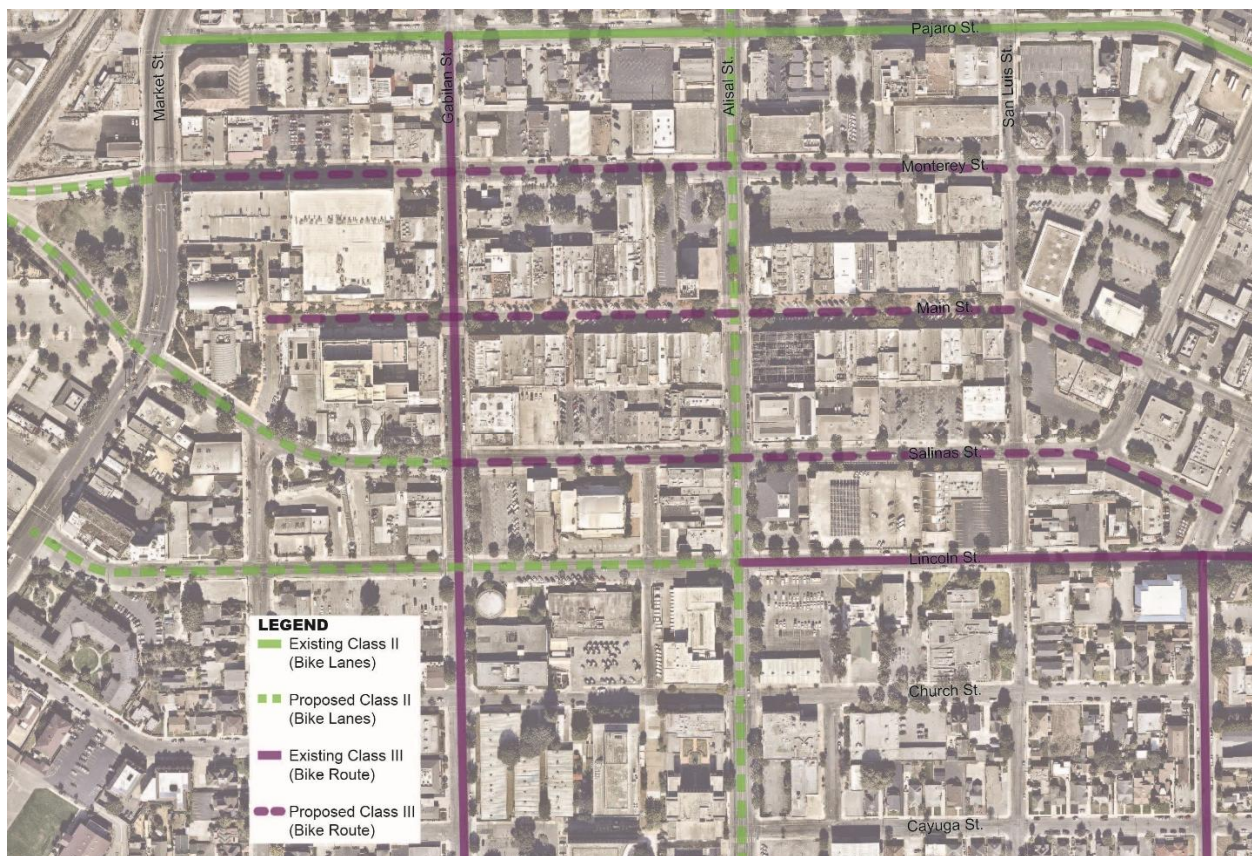 Pajaro St.
Market St.
Gabilan St.
Alisal St.
San Luis St.
Monterey St.
Main St.
Salinas St.
Lincoln St.
LEGEND
Existing Class II
(Bike Lanes)
Proposed Class II
(Bike Lanes)
Existing Class III
(Bike Route)
Proposed Class III
(Bike Route)
Church St.
Cayuga St.